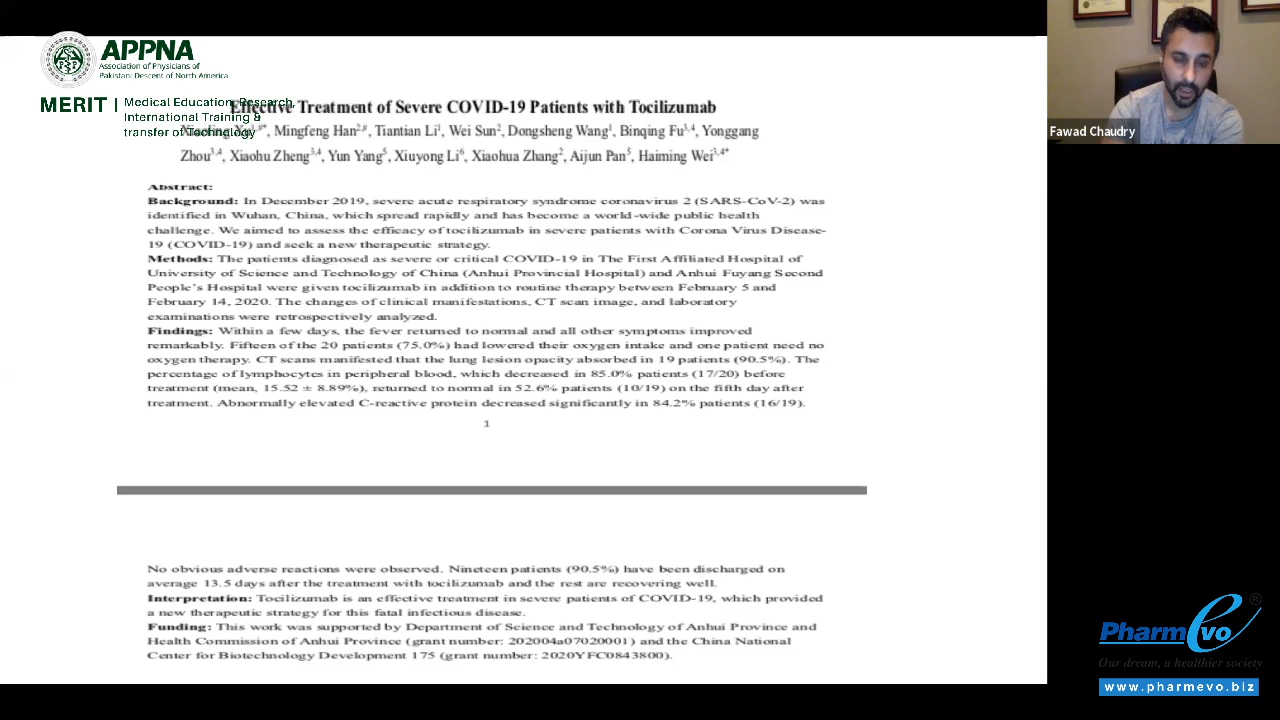 APPNA
Association of Physicians of
Pakistani Descent of North America
MERIT | Medical Education, Research,
International Training &
transfer of Technology
Effective Treatment of Severe COVID-19 Patients with Tocilizumab
Mingfeng Han2,#, Tiantian Li1, Wei Sun2, Dongsheng Wang1, Binqing Fu3,4, Yonggang
Zhou3,4, Xiaohu Zheng3,4, Yun Yang5, Xiuyong Li6, Xiaohua Zhang2, Aijun Pan5, Haiming Wei3,4*
Abstract:
Background: In December 2019, severe acute respiratory syndrome coronavirus 2 (SARS-CoV-2) was
identified in Wuhan, China, which spread rapidly and has become a world-wide public health
challenge. We aimed to assess the efficacy of tocilizumab in severe patients with Corona Virus Disease-
19 (COVID-19) and seek a new therapeutic strategy.
Methods: The patients diagnosed as severe or critical COVID-19 in The First Affiliated Hospital of
University of Science and Technology of China (Anhui Provincial Hospital) and Anhui Fuyang Second
People's Hospital were given tocilizumab in addition to routine therapy between February 5 and
February 14, 2020. The changes of clinical manifestations, CT scan image, and laboratory
examinations were retrospectively analyzed.
Findings: Within a few days, the fever returned to normal and all other symptoms improved
remarkably. Fifteen of the 20 patients (75.0%) had lowered their oxygen intake and one patient need no
oxygen therapy. CT scans manifested that the lung lesion opacity absorbed in 19 patients (90.5%). The
percentage of lymphocytes in peripheral blood, which decreased in 85.0% patients (17/20) before
treatment (mean, 15.52 ± 8.89%), returned to normal in 52.6% patients (10/19) on the fifth day after
treatment. Abnormally elevated C-reactive protein decreased significantly in 84.2% patients (16/19).
1
No obvious adverse reactions were observed. Nineteen patients (90.5%) have been discharged on
average 13.5 days after the treatment with tocilizumab and the rest are recovering well.
Interpretation: Tocilizumab is an effective treatment in severe patients of COVID-19, which provided
a new therapeutic strategy for this fatal infectious disease.
Funding: This work was supported by Department of Science and Technology of Anhui Province and
Health Commission of Anhui Province (grant number: 202004a07020001) and the China National
Center for Biotechnology Development 175 (grant number: 2020YFC0843800).
Fawad Chaudry
PharmEvo ®
Our dream, a healthier society
www.pharmevo.biz